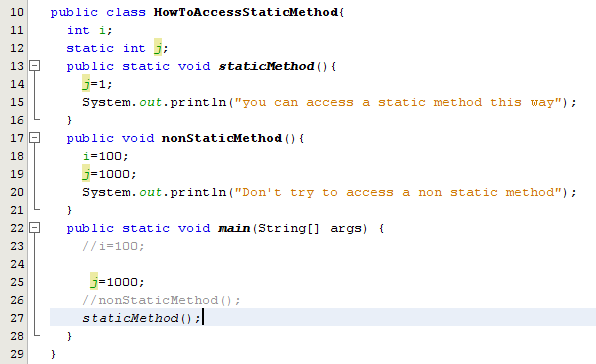 10 public class HowToAccessStaticMethod{
11 int i;
12 static int j;
13 public static void staticMethod(){
14 j=1;
15 System.out.println("you can access a static method this way");
16 }
17 public void nonStaticMethod(){
18 i=100;
19 j=1000;
20 System.out.println("Don't try to access a non static method");
21 }
22 public static void main(String[] args) {
23 //i=100;
24
25 j=1000;
26 //nonStaticMethod();
27 staticMethod();
28 }
29 }